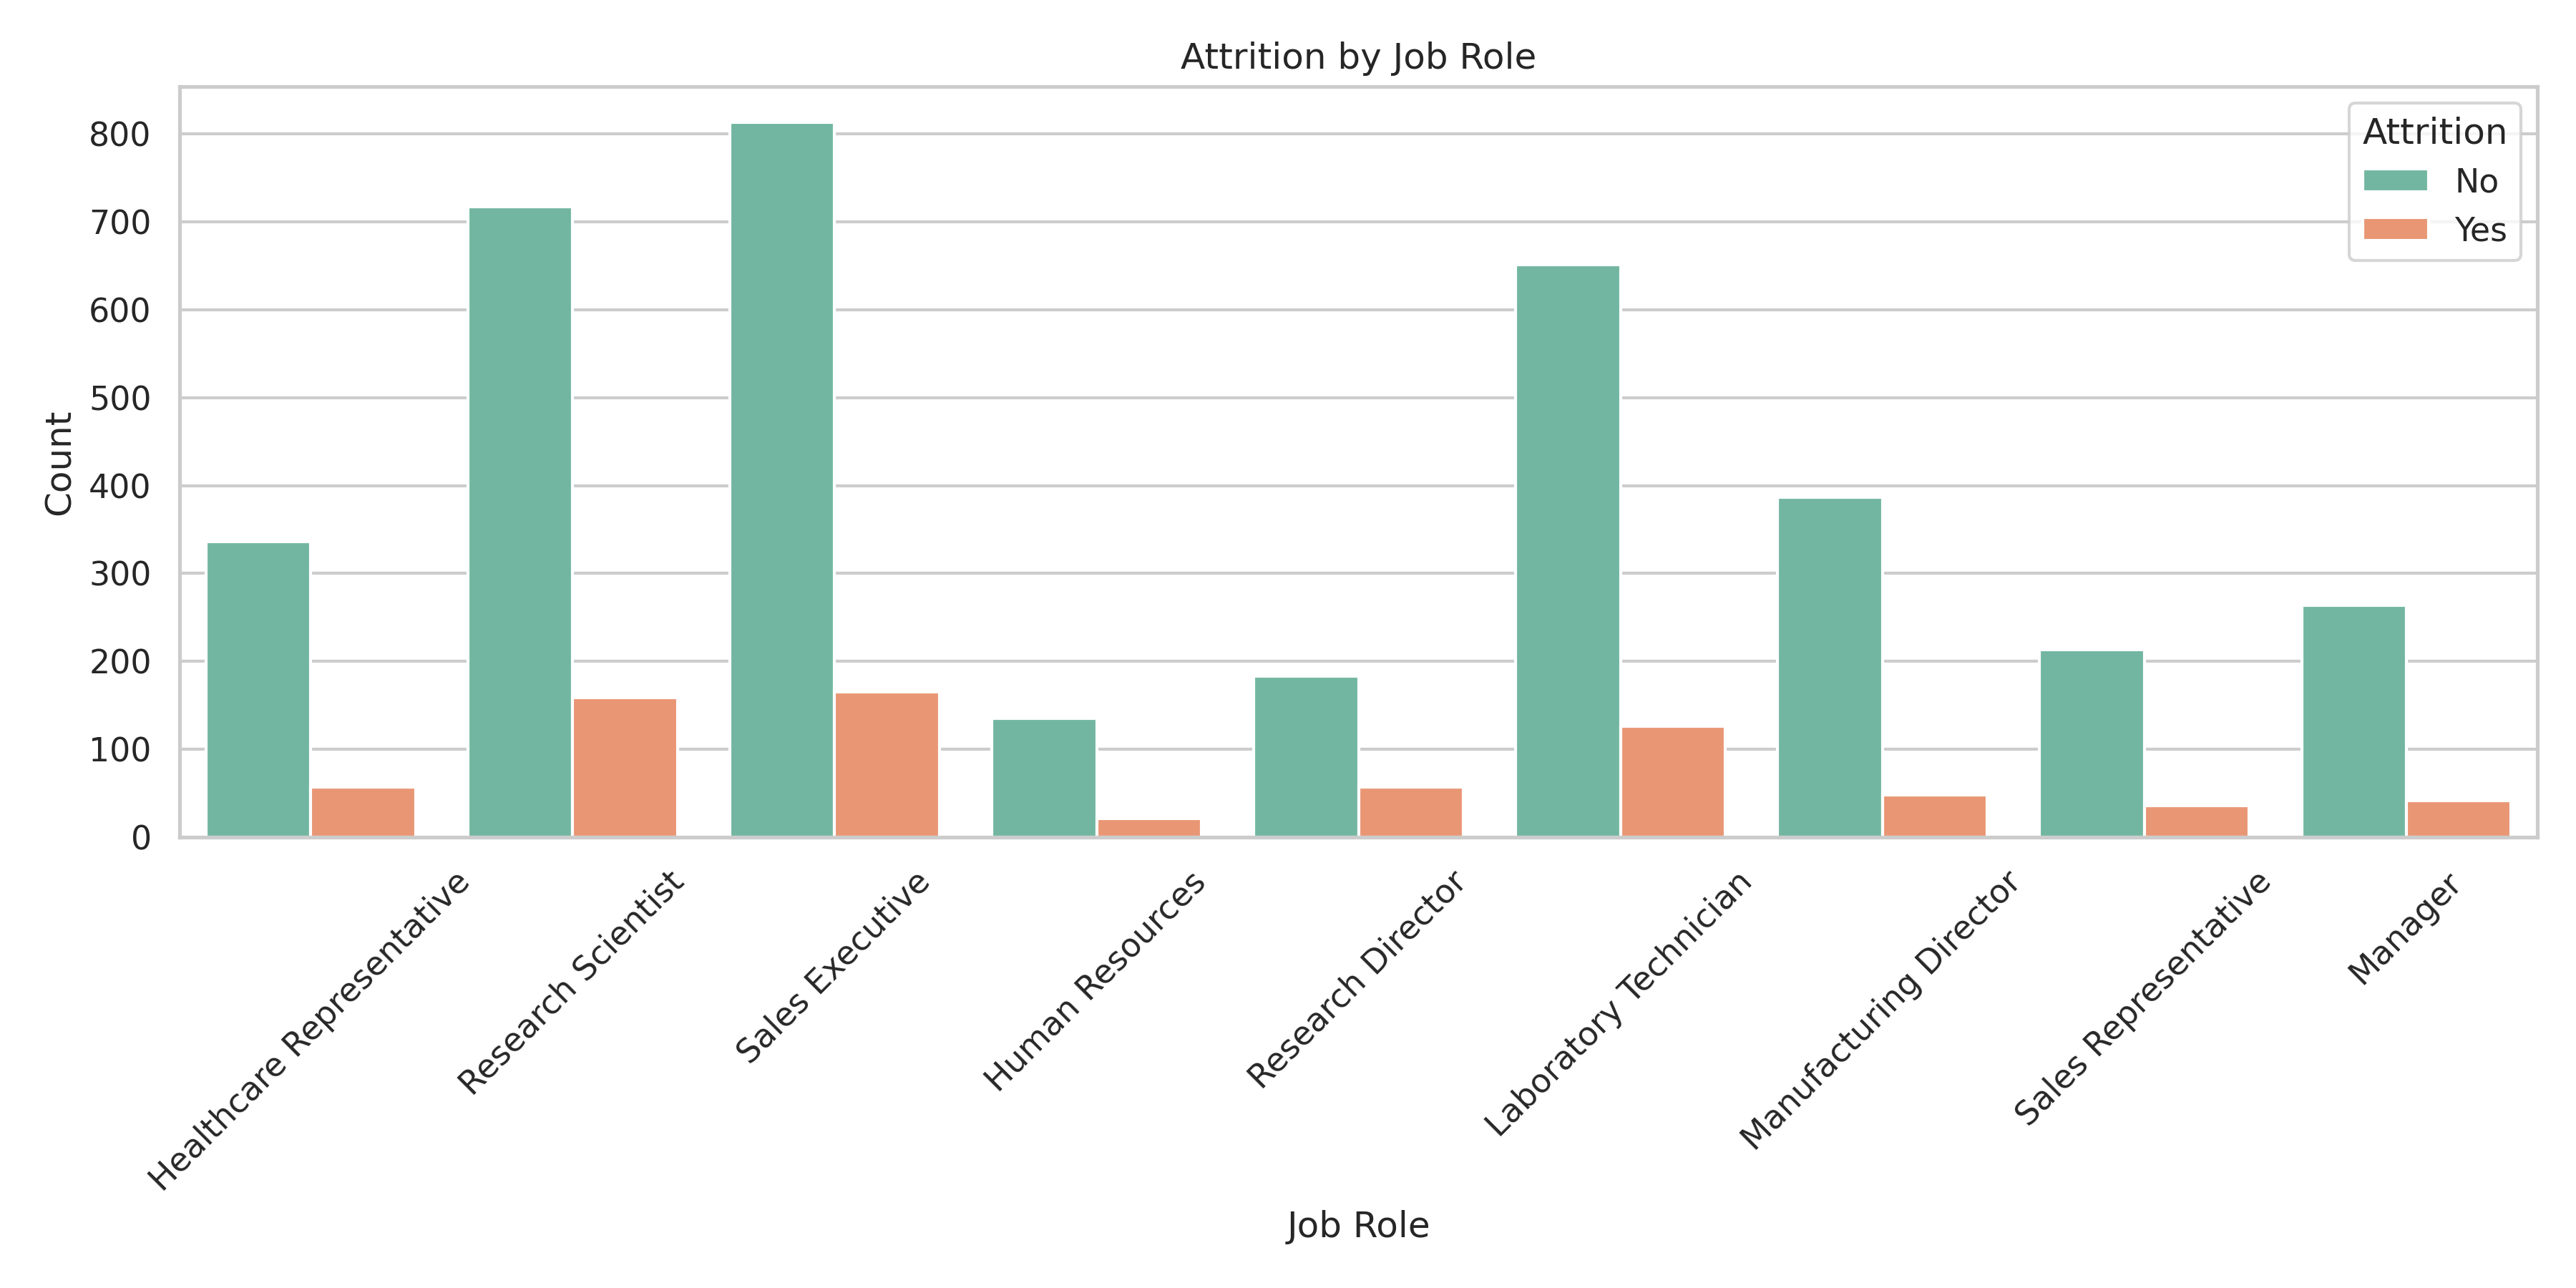 Attrition by Job Role
Attrition
No
Yes
Count
800
700
600
500
400
300
200
100
0
Healthcare Representative
Research Scientist
Sales Executive
Human Resources
Research Director
Laboratory Technician
Manufacturing Director
Sales Representative
Manager
Job Role